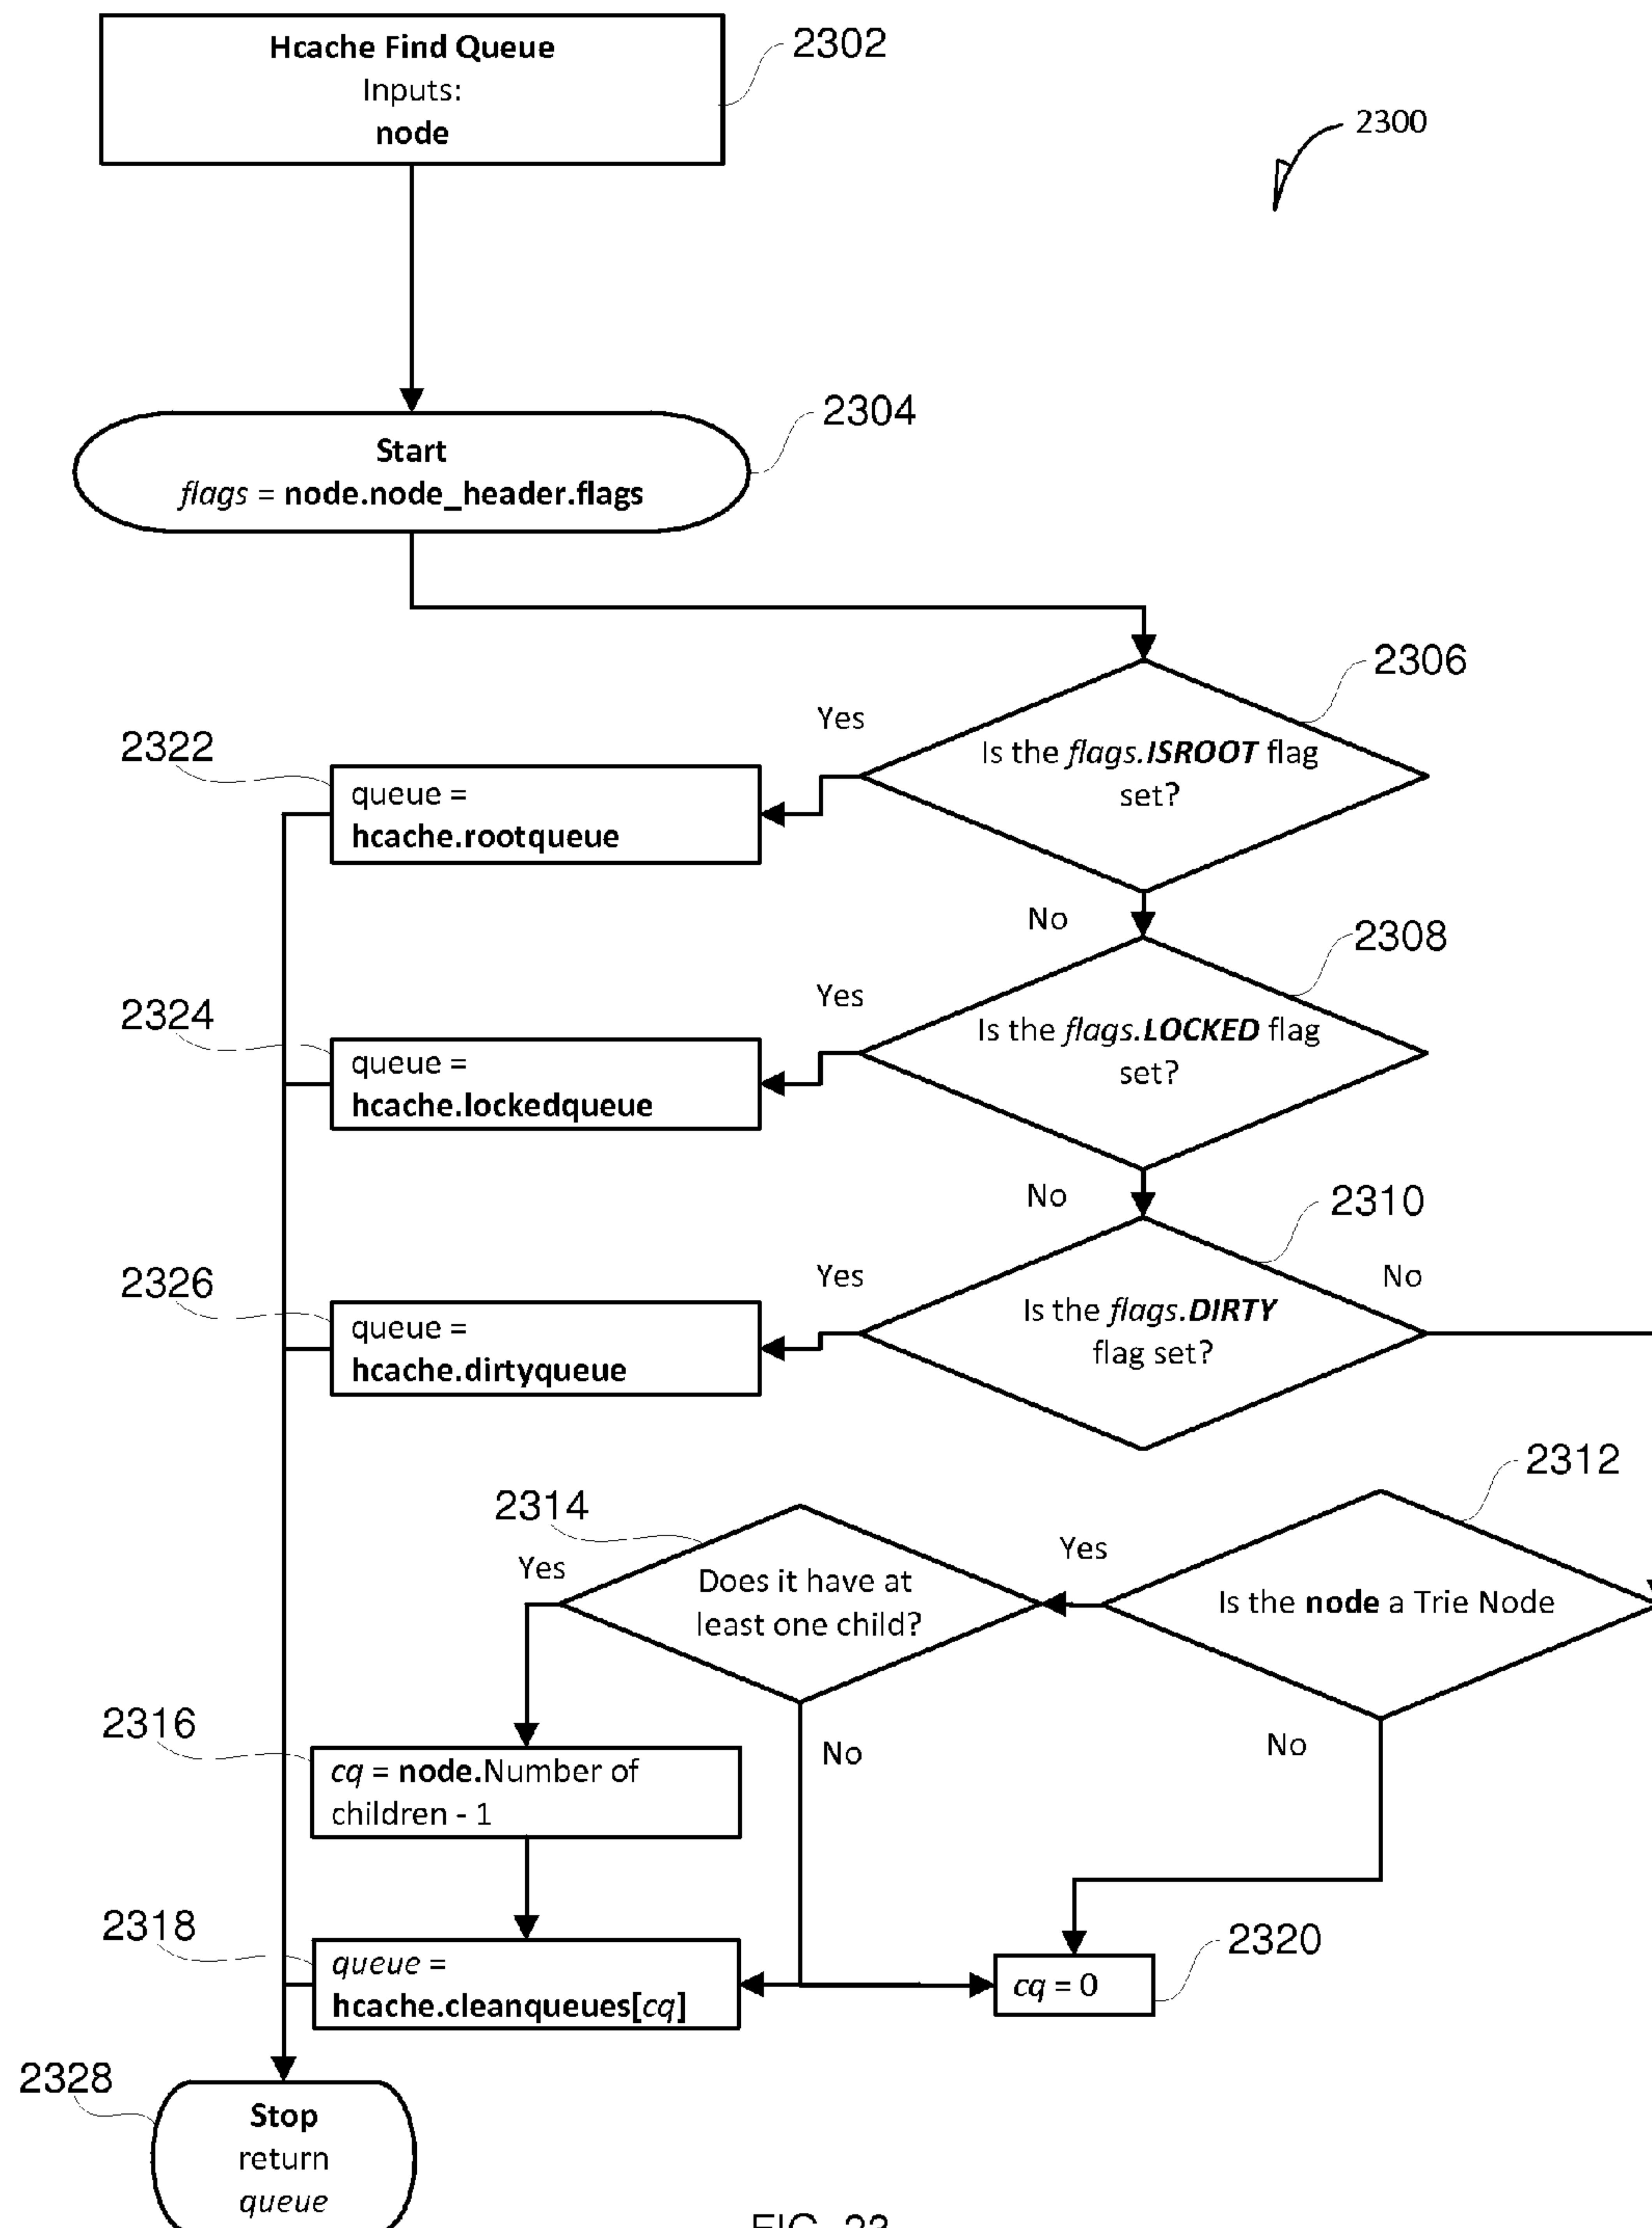 Hcache Find Queue
Inputs:
node
2302
2300
Start
flags = node.node_header.flags
2304
2306
Is the flags.ISROOT flag
set?
Yes
No
2322
queue =
hcache.rootqueue
2308
Is the flags.LOCKED flag
set?
Yes
No
2324
queue =
hcache.lockedqueue
2310
Is the flags.DIRTY
flag set?
Yes
No
2326
queue =
hcache.dirtyqueue
2312
Is the node a Trie Node
Yes
No
2314
Does it have at
least one child?
Yes
No
2316
cq = node.Number of
children - 1
2318
queue =
hcache.cleanqueues[cq]
2320
cq = 0
2328
Stop
return
queue
FIG. 23